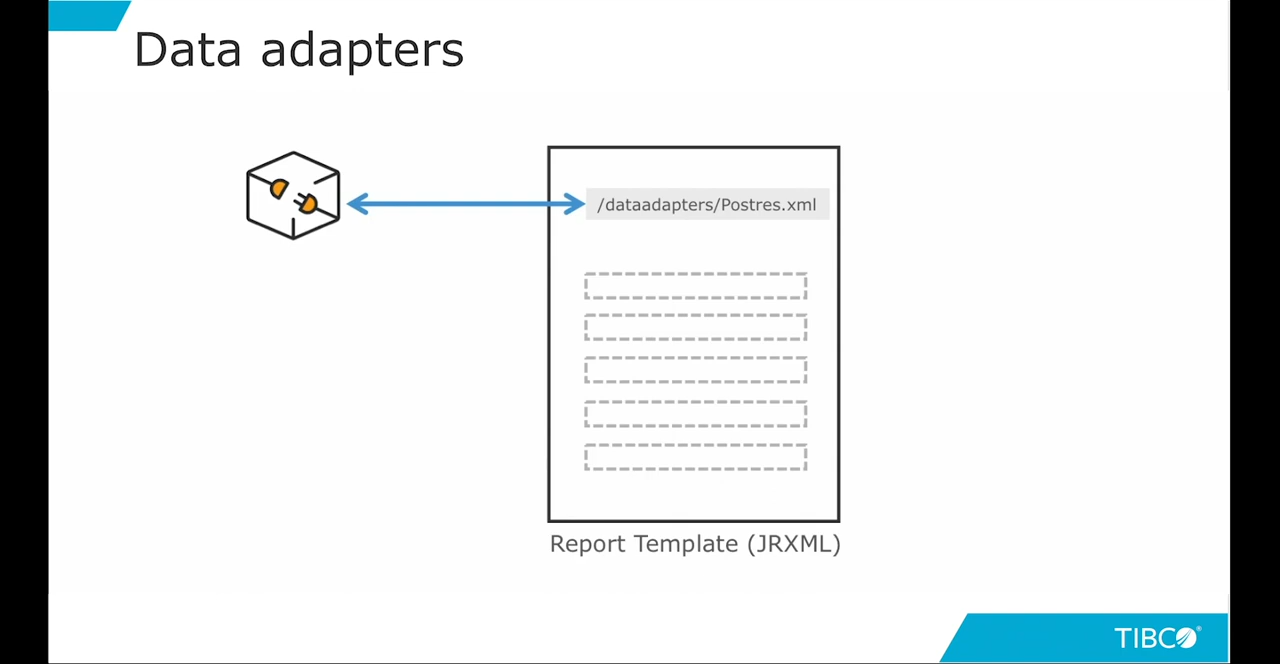 Data adapters
/dataadapters/Postres.xml
Report Template (JRXML)
TIBCO®